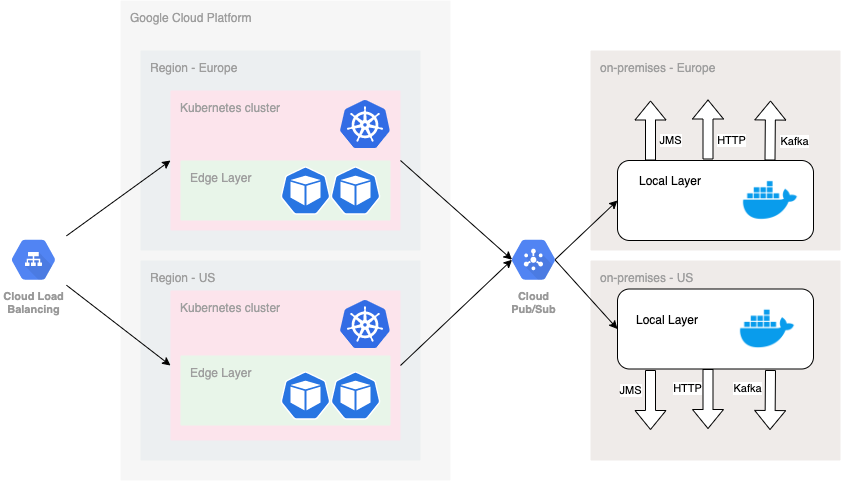 Google Cloud Platform
Region - Europe
Kubernetes cluster
Edge Layer
Cloud Load
Balancing
Region - US
Kubernetes cluster
Edge Layer
Cloud
Pub/Sub
on-premises - Europe
JMS
HTTP
Kafka
Local Layer
on-premises - US
Local Layer
JMS
HTTP
Kafka